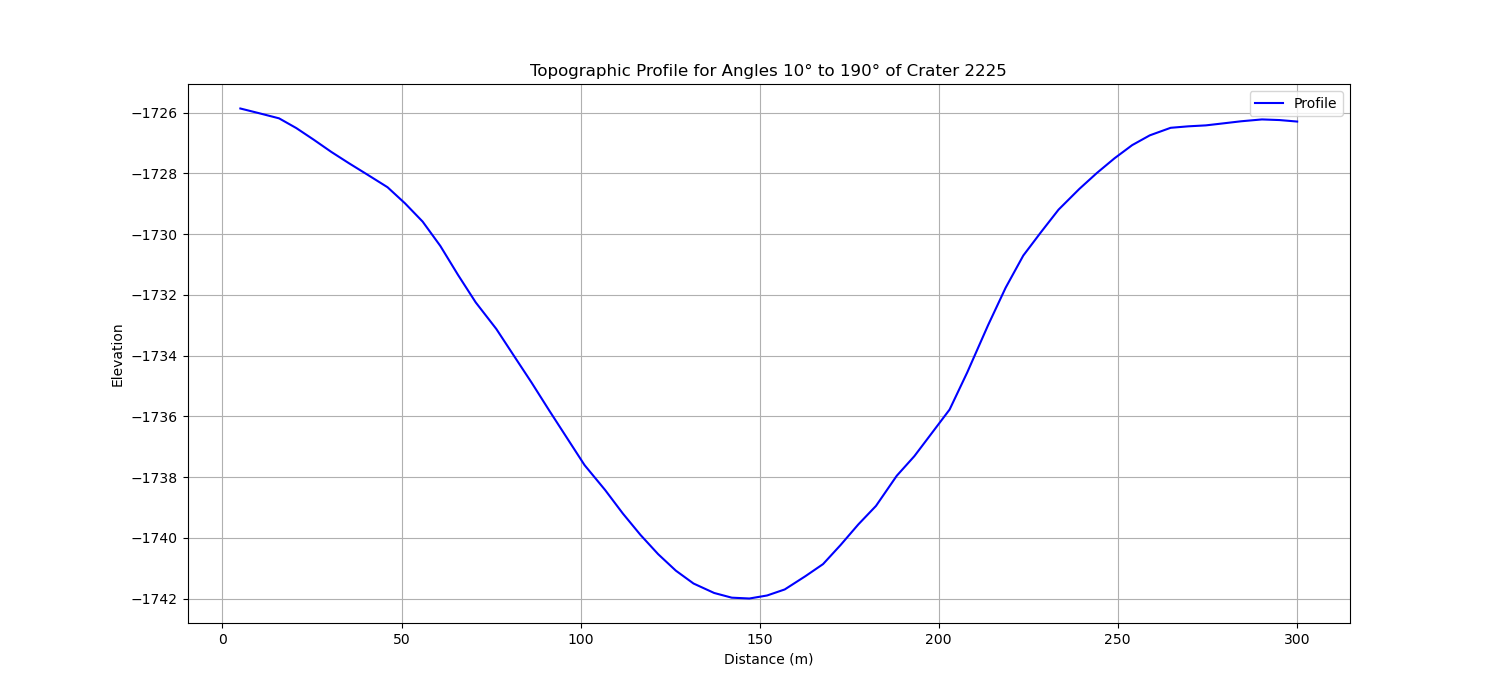 Topographic Profile for Angles 10° to 190° of Crater 2225
Profile
−1726
−1728
−1730
−1732
−1734
−1736
−1738
−1740
−1742
Elevation
0 50 100 150 200 250 300
Distance (m)